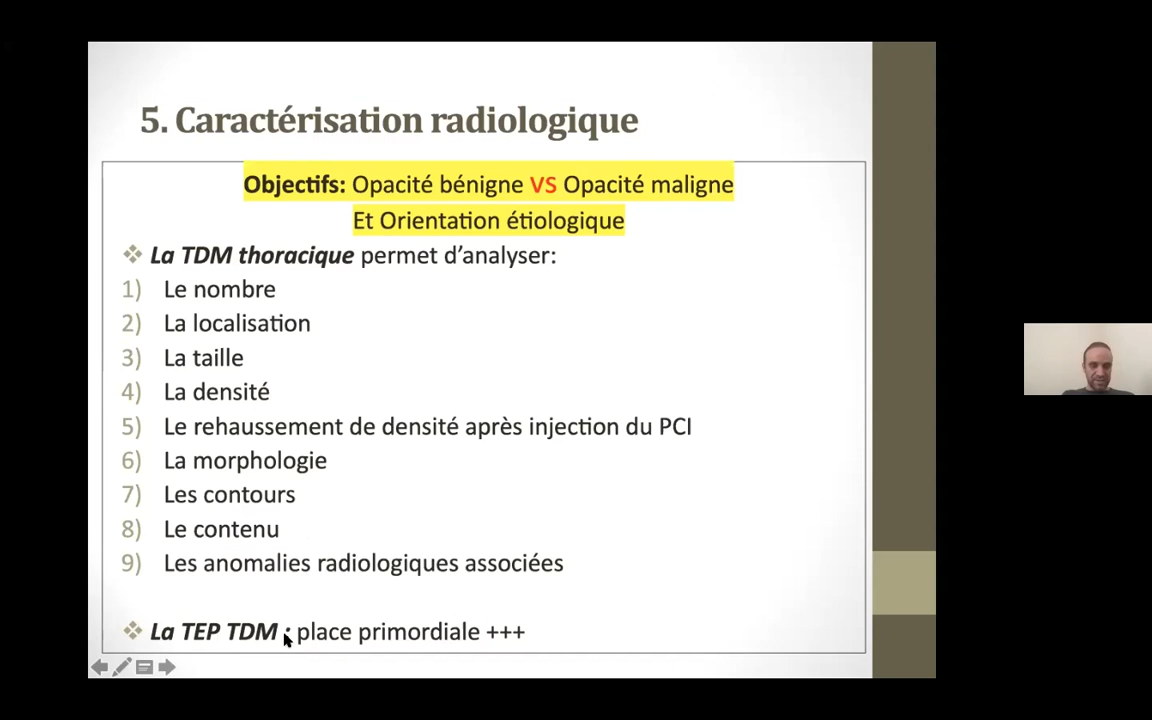 5. Caractérisation radiologique
Objectifs: Opacité bénigne VS Opacité maligne
Et Orientation étiologique
❖ La TDM thoracique permet d’analyser:
1) Le nombre
2) La localisation
3) La taille
4) La densité
5) Le rehaussement de densité après injection du PCI
6) La morphologie
7) Les contours
8) Le contenu
9) Les anomalies radiologiques associées
❖ La TEP TDM : place primordiale +++